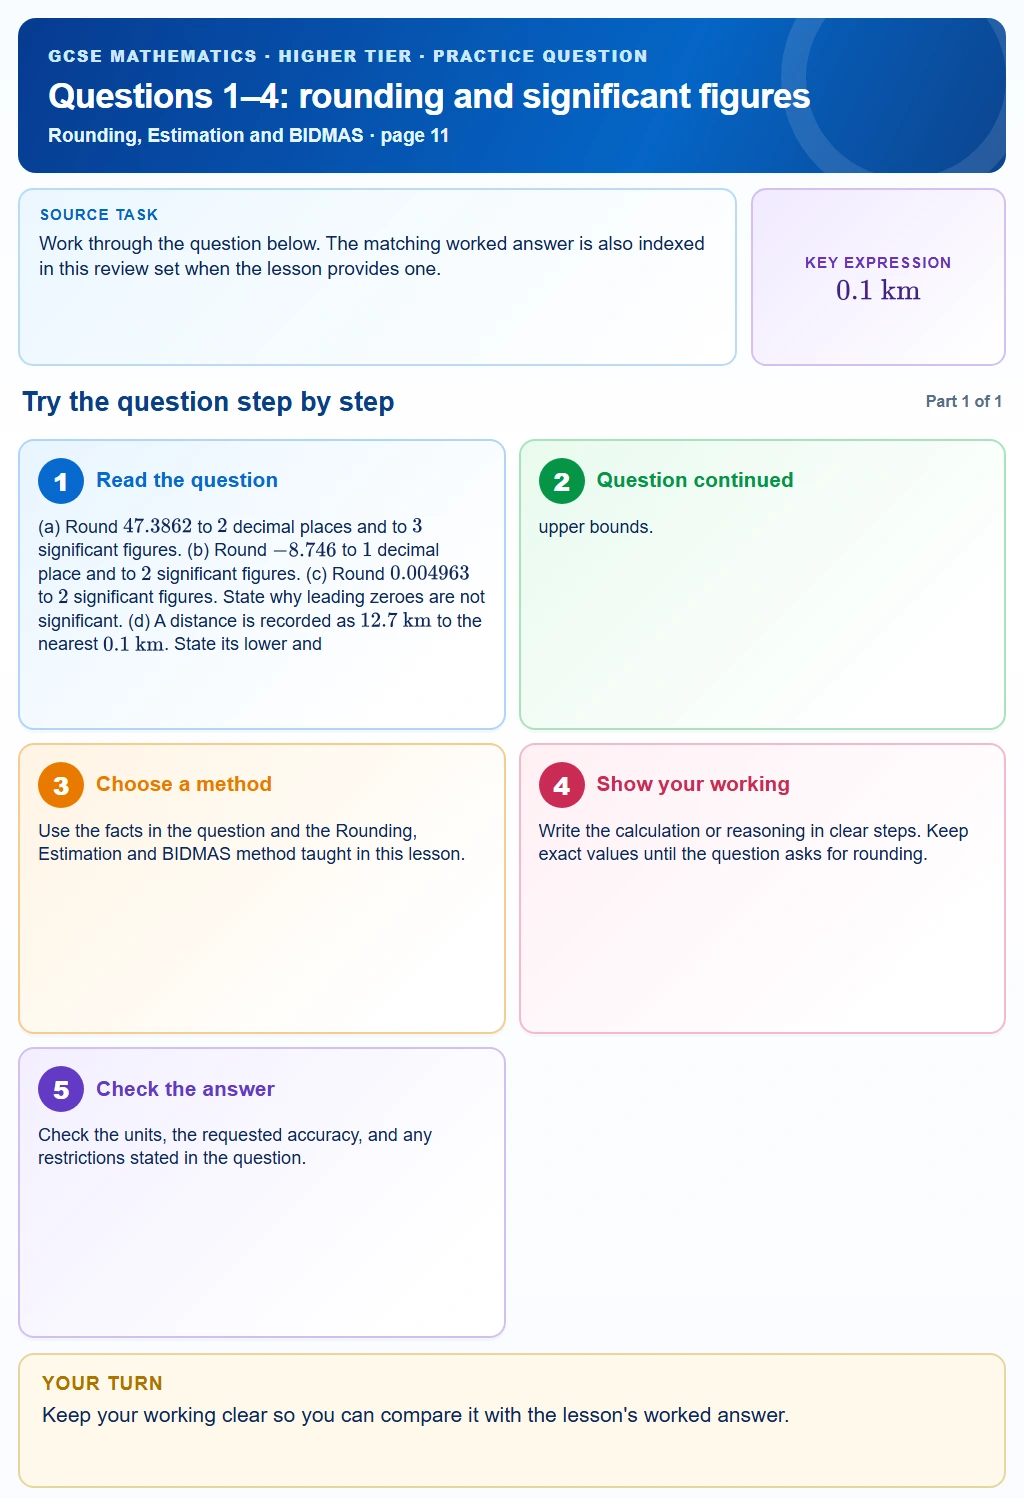 GCSE MATHEMATICS · HIGHER TIER · PRACTICE QUESTION
Questions 1–4: rounding and significant figures
Rounding, Estimation and BIDMAS · page 11
SOURCE TASK
Work through the question below. The matching worked answer is also indexed
in this review set when the lesson provides one.
KEY EXPRESSION
0.1 km
Try the question step by step
Part 1 of 1
1 Read the question
(a) Round 47.3862 to 2 decimal places and to 3
significant figures. (b) Round −8.746 to 1 decimal
place and to 2 significant figures. (c) Round 0.004963
to 2 significant figures. State why leading zeroes are not
significant. (d) A distance is recorded as 12.7 km to the
nearest 0.1 km. State its lower and
2 Question continued
upper bounds.
3 Choose a method
Use the facts in the question and the Rounding,
Estimation and BIDMAS method taught in this lesson.
4 Show your working
Write the calculation or reasoning in clear steps. Keep
exact values until the question asks for rounding.
5 Check the answer
Check the units, the requested accuracy, and any
restrictions stated in the question.
YOUR TURN
Keep your working clear so you can compare it with the lesson's worked answer.